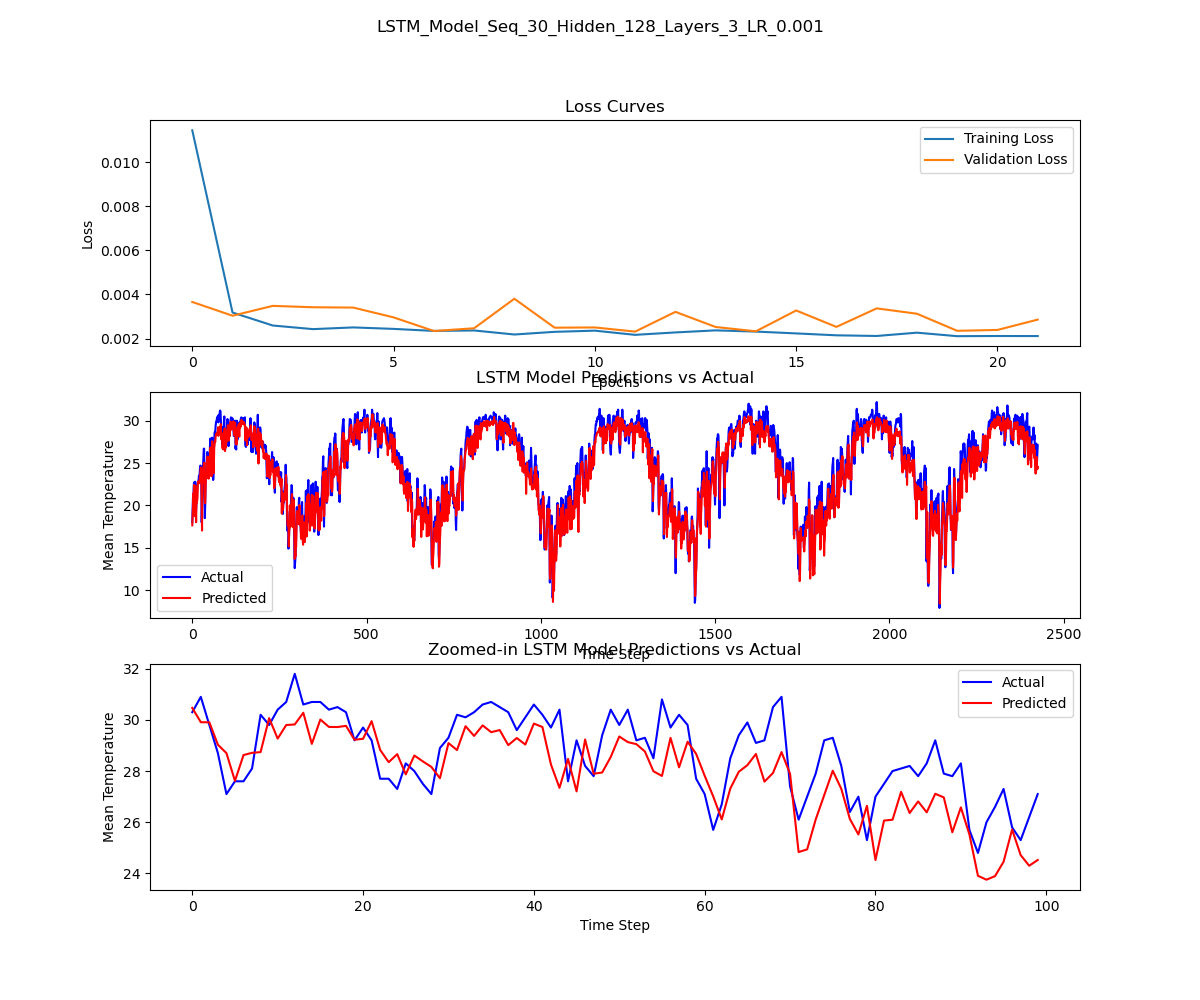 LSTM_Model_Seq_30_Hidden_128_Layers_3_LR_0.001
Loss Curves
Loss
0.010
0.008
0.006
0.004
0.002
Training Loss
Validation Loss
0 5 10 15 20
Epochs
LSTM Model Predictions vs Actual
Mean Temperature
30
25
20
15
10
Actual
Predicted
0 500 1000 1500 2000 2500
Time Step
Zoomed-in LSTM Model Predictions vs Actual
Mean Temperature
32
30
28
26
24
Actual
Predicted
0 20 40 60 80 100
Time Step